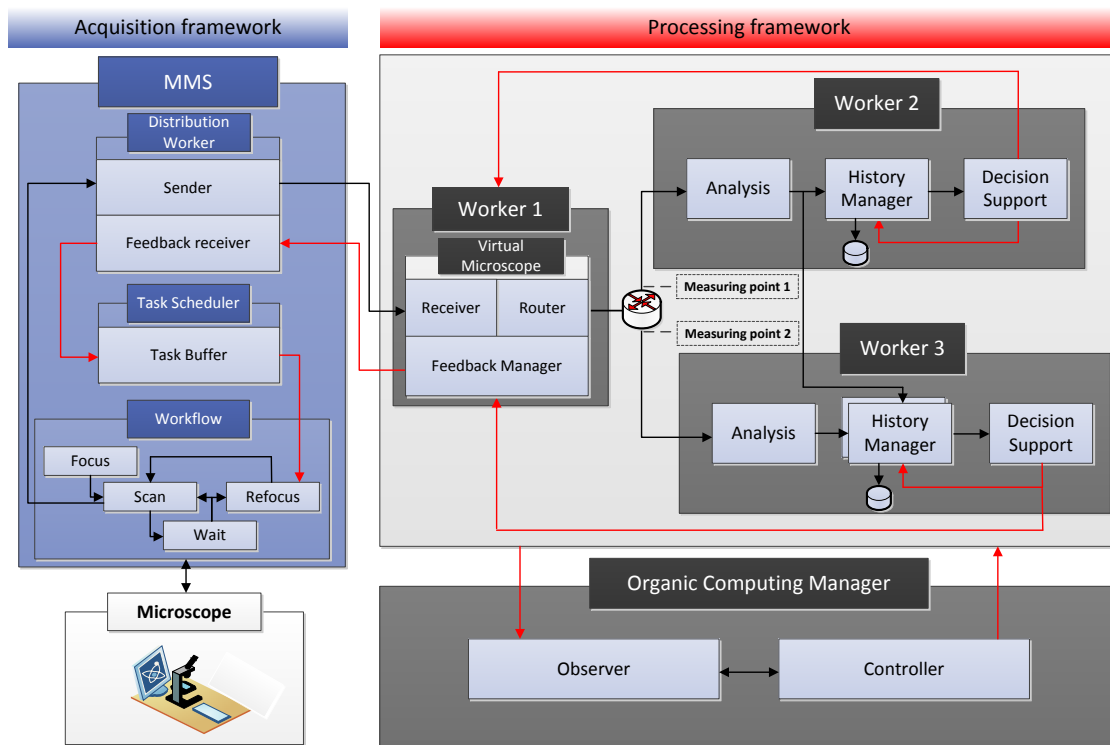 Acquisition framework
Processing framework
MMS
Distribution
Worker
Sender
Feedback receiver
Task Scheduler
Task Buffer
Workflow
Focus
Scan
Refocus
Wait
Microscope
Worker 1
Virtual
Microscope
Receiver
Router
Feedback Manager
Measuring point 1
Measuring point 2
Worker 2
Analysis
History
Manager
Decision
Support
Worker 3
Analysis
History
Manager
Decision
Support
Organic Computing Manager
Observer
Controller